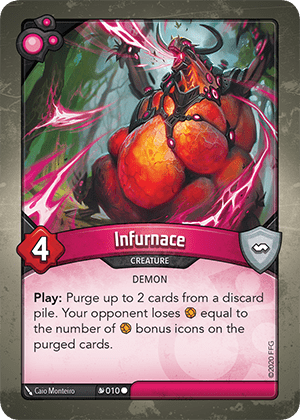 4
Infurnace
CREATURE
DEMON
Play: Purge up to 2 cards from a discard
pile. Your opponent loses equal to
the number of bonus icons on the
purged cards.
Caio Monteiro
010
©2020 FFG